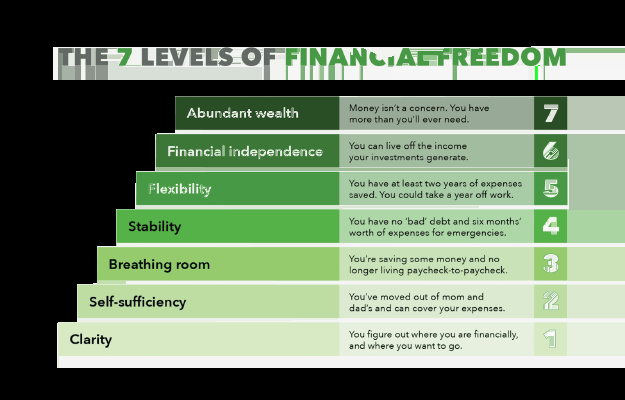 THE 7 LEVELS OF FINANCIAL FREEDOM
Abundant wealth
Money isn't a concern. You have
more than you'll ever need.
7
Financial independence
You can live off the income
your investments generate.
6
Flexibility
You have at least two years of expenses
saved. You could take a year off work.
5
Stability
You have no 'bad' debt and six months'
worth of expenses for emergencies.
4
Breathing room
You're saving some money and no
longer living paycheck-to-paycheck.
3
Self-sufficiency
You've moved out of mom and
dad's and can cover your expenses.
2
Clarity
You figure out where you are financially,
and where you want to go.
1